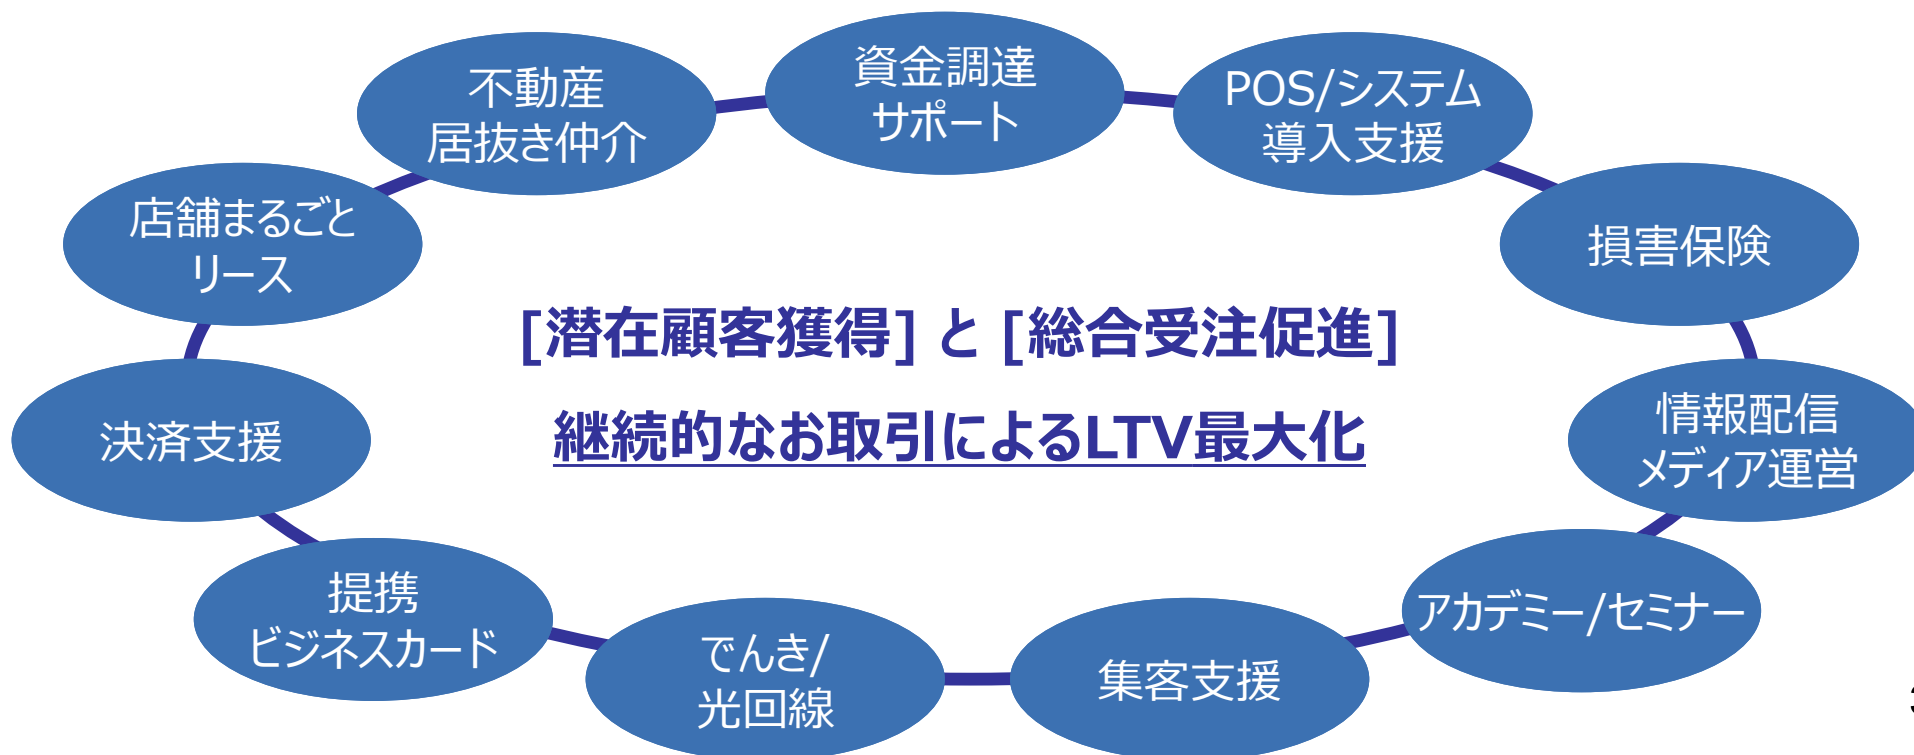 資金調達
サポート
不動産
居抜き仲介
POS/システム
導入支援
店舗まるごと
リース
損害保険
[潜在顧客獲得] と [総合受注促進]
継続的なお取引によるLTV最大化
決済支援
情報配信
メディア運営
提携
ビジネスカード
アカデミー/セミナー
でんき/
光回線
集客支援